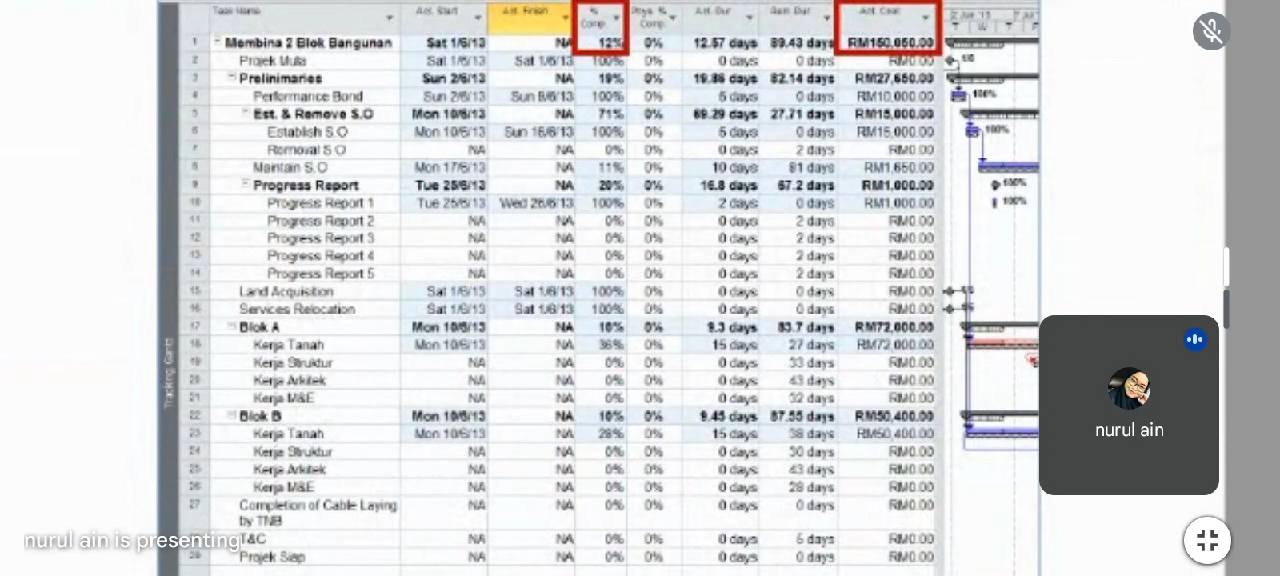 Task Name Act. Start Act. Finish % Comp. Phys. % Comp. Act. Dur Rem. Dur Act. Cost
1 Membina 2 Blok Bangunan Sat 1/6/13 NA 12% 0% 12.57 days 89.43 days RM150,050.00
2 Projek Mula Sat 1/6/13 Sat 1/6/13 100% 0% 0 days 0 days RM0.00
3 Prelinimaries Sun 2/6/13 NA 19% 0% 19.86 days 82.14 days RM27,650.00
4 Performance Bond Sun 2/6/13 Sun 8/6/13 100% 0% 5 days 0 days RM10,000.00 100%
5 Est. & Remove S.O Mon 10/6/13 NA 71% 0% 69.29 days 27.71 days RM15,000.00
6 Establish S.O Mon 10/6/13 Sun 16/6/13 100% 0% 5 days 0 days RM15,000.00 100%
7 Removal S.O NA NA 0% 0% 0 days 2 days RM0.00
8 Maintain S.O Mon 17/6/13 NA 11% 0% 10 days 81 days RM1,650.00
9 Progress Report Tue 25/6/13 NA 20% 0% 16.8 days 67.2 days RM1,000.00 100%
10 Progress Report 1 Tue 25/6/13 Wed 26/6/13 100% 0% 2 days 0 days RM1,000.00 100%
11 Progress Report 2 NA NA 0% 0% 0 days 2 days RM0.00
12 Progress Report 3 NA NA 0% 0% 0 days 2 days RM0.00
13 Progress Report 4 NA NA 0% 0% 0 days 2 days RM0.00
14 Progress Report 5 NA NA 0% 0% 0 days 2 days RM0.00
15 Land Acquisition Sat 1/6/13 Sat 1/6/13 100% 0% 0 days 0 days RM0.00
16 Services Relocation Sat 1/6/13 Sat 1/6/13 100% 0% 0 days 0 days RM0.00
17 Blok A Mon 10/6/13 NA 10% 0% 9.3 days 83.7 days RM72,000.00
18 Kerja Tanah Mon 10/6/13 NA 36% 0% 15 days 27 days RM72,000.00
19 Kerja Struktur NA NA 0% 0% 0 days 33 days RM0.00
20 Kerja Arkitek NA NA 0% 0% 0 days 43 days RM0.00
21 Kerja M&E NA NA 0% 0% 0 days 32 days RM0.00
22 Blok B Mon 10/6/13 NA 10% 0% 9.45 days 87.55 days RM50,400.00
23 Kerja Tanah Mon 10/6/13 NA 28% 0% 15 days 38 days RM50,400.00
24 Kerja Struktur NA NA 0% 0% 0 days 30 days RM0.00
25 Kerja Arkitek NA NA 0% 0% 0 days 43 days RM0.00
26 Kerja M&E NA NA 0% 0% 0 days 28 days RM0.00
27 Completion of Cable Laying NA NA 0% 0% 0 days 0 days RM0.00
by TNB
T&C NA NA 0% 0% 0 days 5 days RM0.00
29 Projek Siap NA NA 0% 0% 0 days 0 days RM0.00
Tracking Gantt
nurul ain
nurul ain is presenting